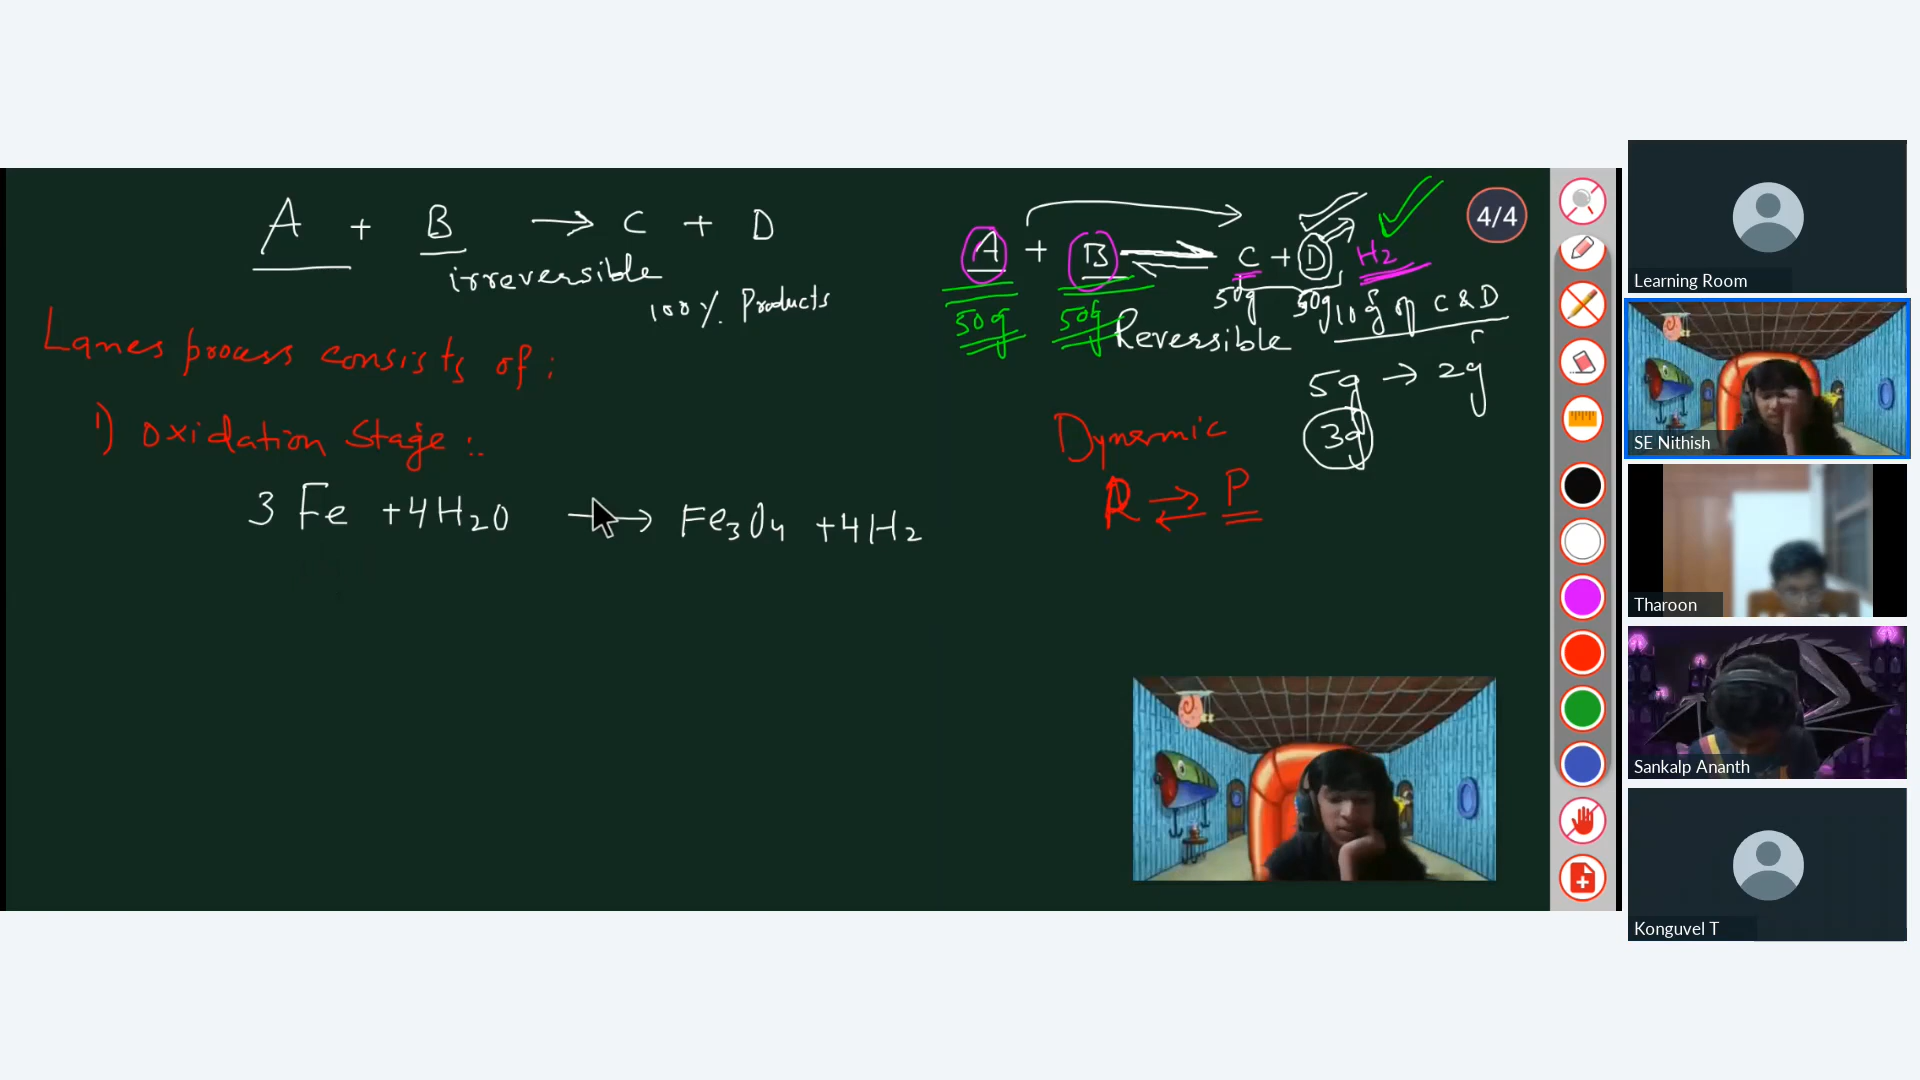 A + B → C + D
irreversible
100% Products
A + B ⇌ C + D H2
50g 50g 50g 50g 10g of C & D
Reversible
5g → 2g
3g
Dynamic
R ⇌ P
4/4
Lanes process consists of:
1) Oxidation Stage:.
3 Fe + 4H2O → Fe3O4 + 4H2
Learning Room
SE Nithish
Tharoon
Sankalp Ananth
Konguvel T